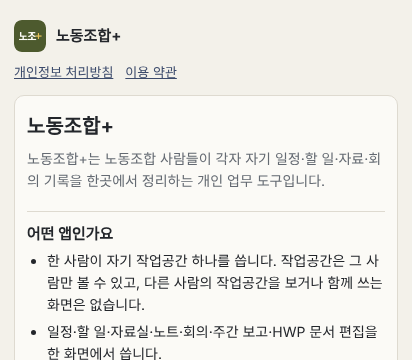 노조+ 노동조합+
개인정보 처리방침 이용 약관
노동조합+
노동조합+는 노동조합 사람들이 각자 자기 일정·할 일·자료·회
의 기록을 한곳에서 정리하는 개인 업무 도구입니다.
어떤 앱인가요
• 한 사람이 자기 작업공간 하나를 씁니다. 작업공간은 그 사
람만 볼 수 있고, 다른 사람의 작업공간을 보거나 함께 쓰는
화면은 없습니다.
• 일정·할 일·자료실·노트·회의·주간 보고·HWP 문서 편집을
한 화면에서 씁니다.